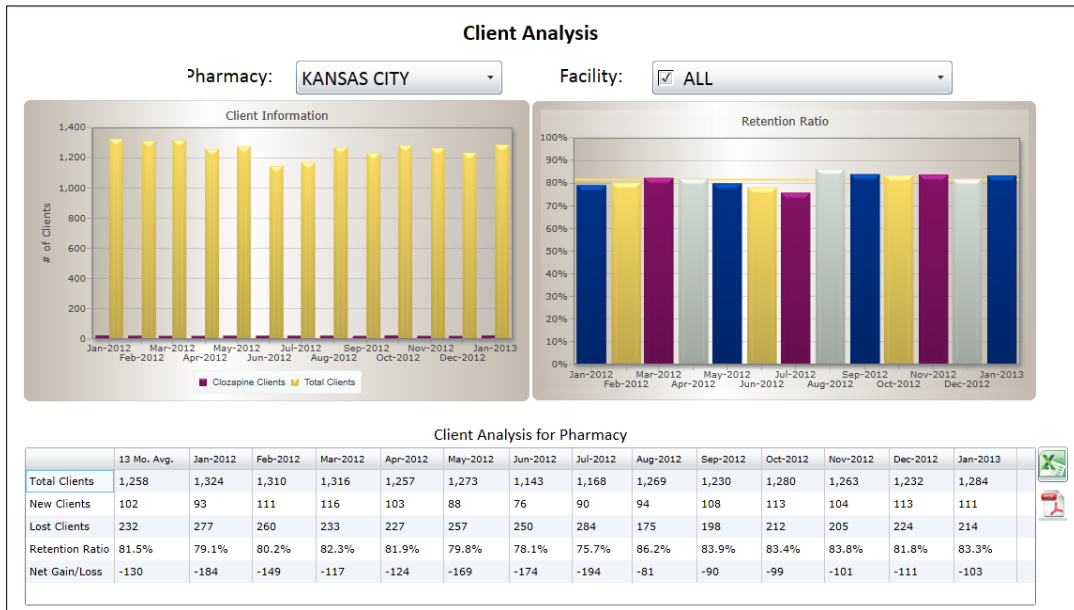 Client Analysis
Pharmacy: KANSAS CITY Facility: ALL
Client Information
1,400
1,200
1,000
800
600
400
200
0
# of Clients
Jan-2012 Mar-2012 May-2012 Jul-2012 Sep-2012 Nov-2012 Jan-2013
Feb-2012 Apr-2012 Jun-2012 Aug-2012 Oct-2012 Dec-2012
Clozapine Clients Total Clients
Retention Ratio
100%
90%
80%
70%
60%
50%
40%
30%
20%
10%
0%
Jan-2012 Mar-2012 May-2012 Jul-2012 Sep-2012 Nov-2012 Jan-2013
Feb-2012 Apr-2012 Jun-2012 Aug-2012 Oct-2012 Dec-2012
Client Analysis for Pharmacy
13 Mo. Avg. Jan-2012 Feb-2012 Mar-2012 Apr-2012 May-2012 Jun-2012 Jul-2012 Aug-2012 Sep-2012 Oct-2012 Nov-2012 Dec-2012 Jan-2013
Total Clients 1,258 1,324 1,310 1,316 1,257 1,273 1,143 1,168 1,269 1,230 1,280 1,263 1,232 1,284
New Clients 102 93 111 116 103 88 76 90 94 108 113 104 113 111
Lost Clients 232 277 260 233 227 257 250 284 175 198 212 205 224 214
Retention Ratio 81.5% 79.1% 80.2% 82.3% 81.9% 79.8% 78.1% 75.7% 86.2% 83.9% 83.4% 83.8% 81.8% 83.3%
Net Gain/Loss -130 -184 -149 -117 -124 -169 -174 -194 -81 -90 -99 -101 -111 -103